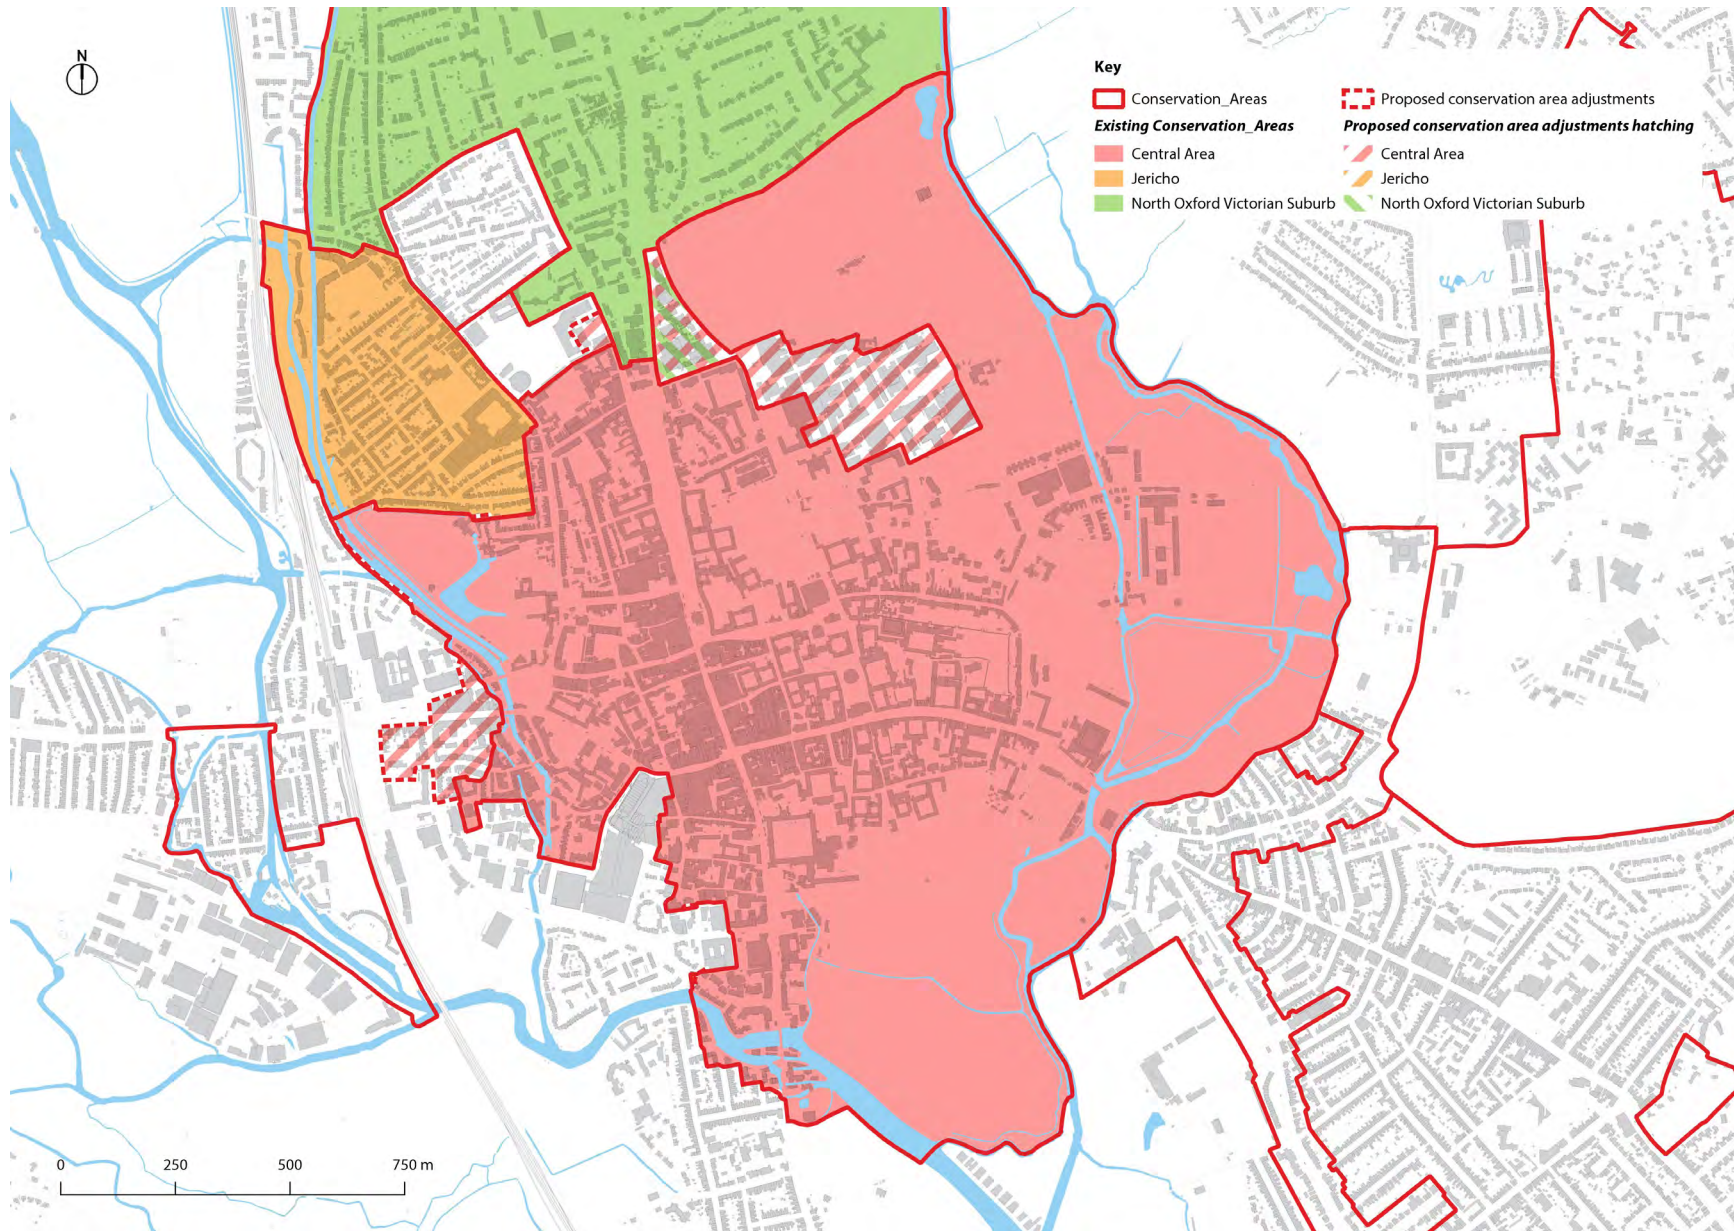 N
Key
Conservation_Areas
Proposed conservation area adjustments
Existing Conservation_Areas
Proposed conservation area adjustments hatching
Central Area
Central Area
Jericho
Jericho
North Oxford Victorian Suburb
North Oxford Victorian Suburb
0 250 500 750 m